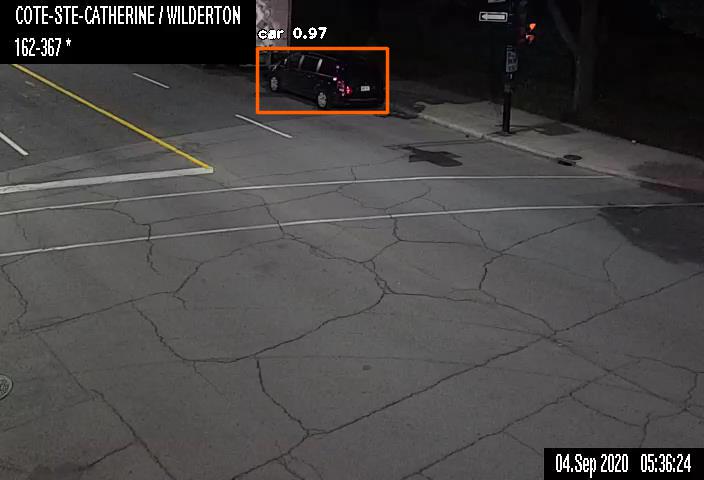 COTE-STE-CATHERINE / WILDERTON
162-367 *
car 0.97
04.Sep 2020 05:36:24